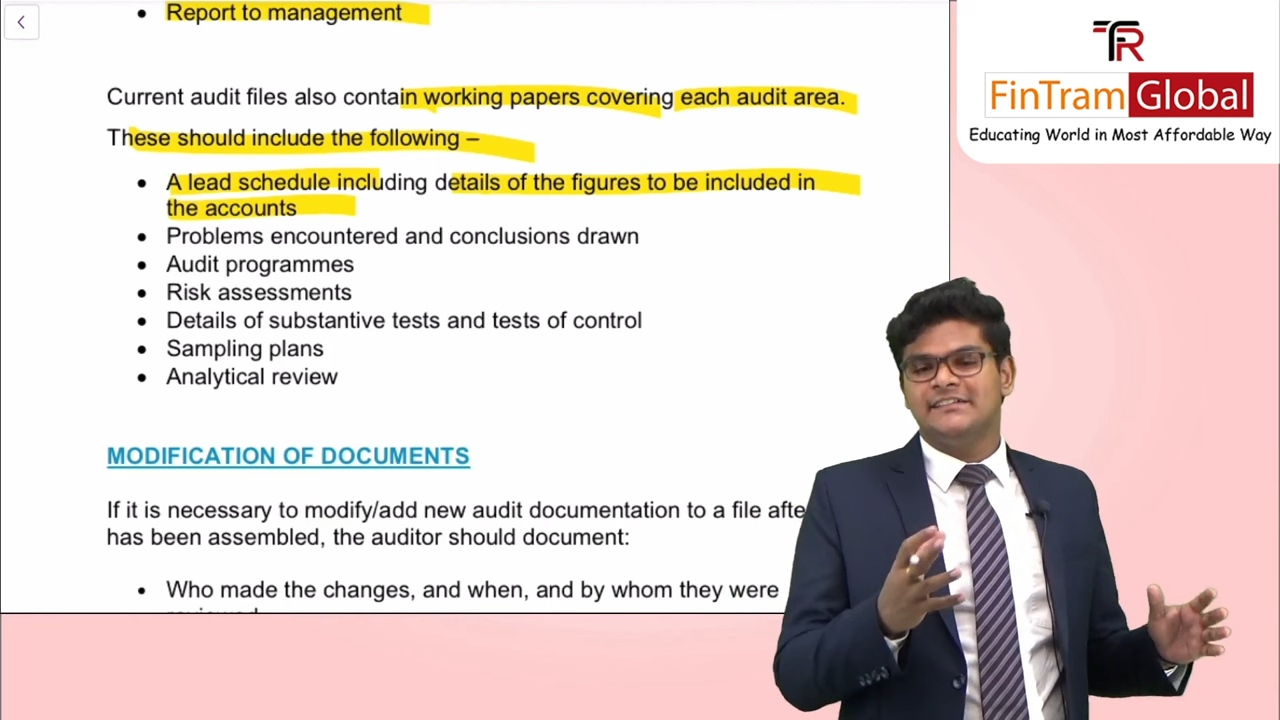 • Report to management
Current audit files also contain working papers covering each audit area.
These should include the following –
• A lead schedule including details of the figures to be included in
the accounts
• Problems encountered and conclusions drawn
• Audit programmes
• Risk assessments
• Details of substantive tests and tests of control
• Sampling plans
• Analytical review
MODIFICATION OF DOCUMENTS
If it is necessary to modify/add new audit documentation to a file afte
has been assembled, the auditor should document:
• Who made the changes, and when, and by whom they were
TR
FinTram Global
Educating World in Most Affordable Way